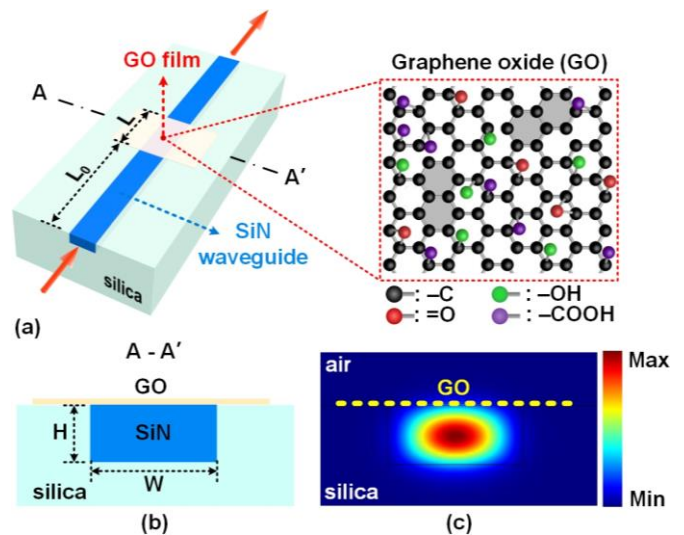 GO film
A
L
L₀
A′
SiN
waveguide
silica
(a)
Graphene oxide (GO)
: –C
: –OH
: =O
: –COOH
A - A′
GO
H
SiN
W
silica
(b)
air
GO
silica
Max
Min
(c)